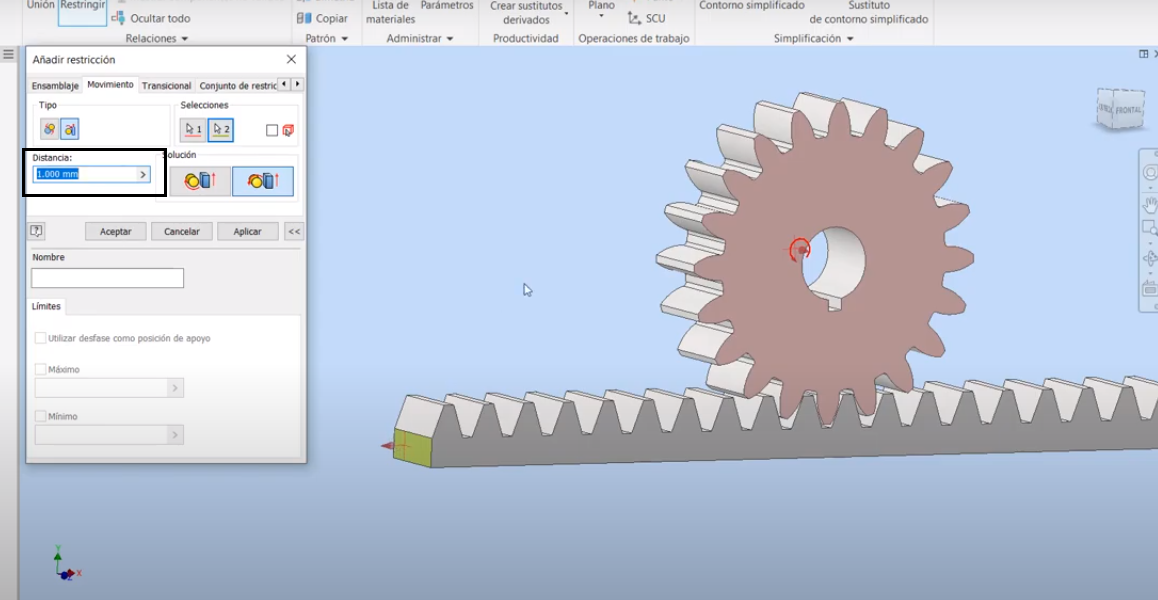 Unión Restringir
Ocultar todo
Relaciones
Copiar
Patrón
Lista de
materiales
Parámetros
Administrar
Crear sustitutos
derivados
Productividad
Plano
SCU
Operaciones de trabajo
Contorno simplificado
Sustituto
de contorno simplificado
Simplificación
Añadir restricción
Ensamblaje Movimiento Transicional Conjunto de restric
Tipo
Selecciones
1 2
Distancia:
olución
1.000 mm
Aceptar Cancelar Aplicar <<
Nombre
Límites
Utilizar desfase como posición de apoyo
Máximo
Mínimo
FRONTAL
Y
X
Z